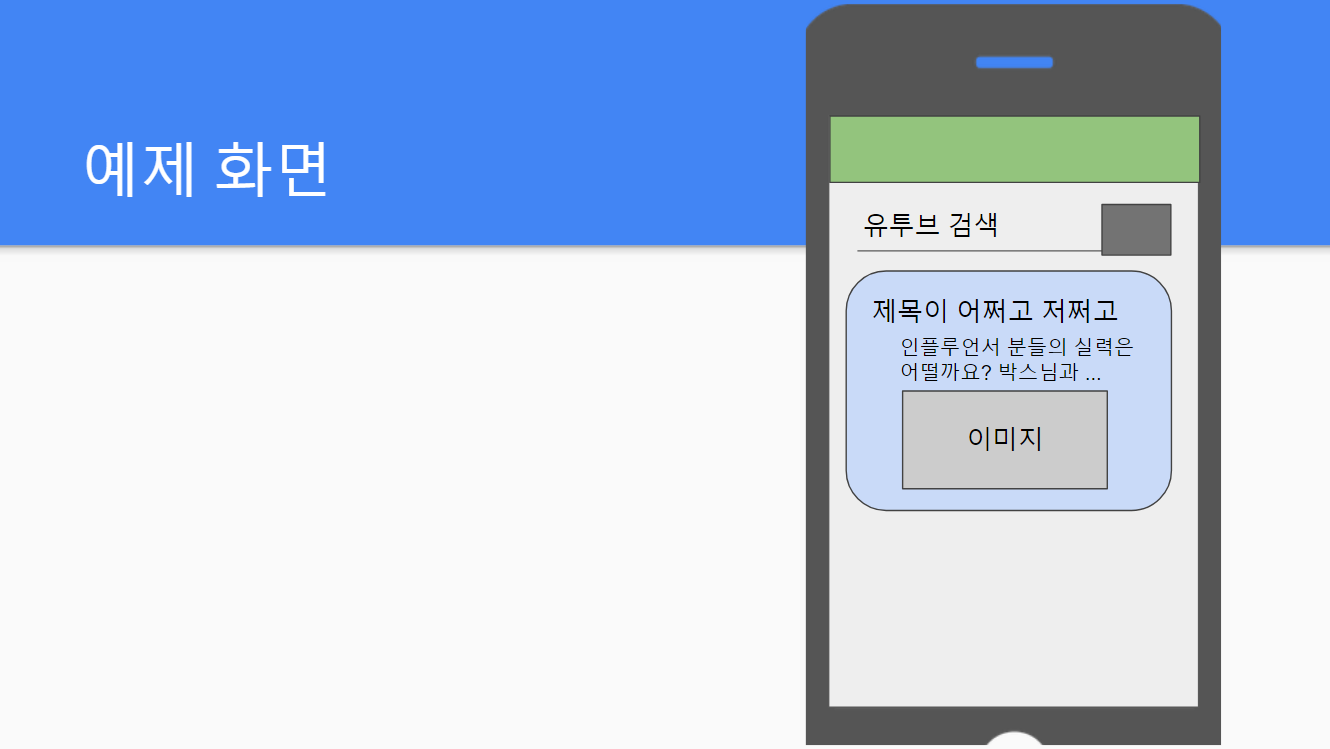 예제 화면
유투브 검색
제목이 어쩌고 저쩌고
인플루언서 분들의 실력은
어떨까요? 박스님과 ...
이미지